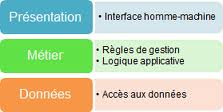 Présentation
• Interface homme-machine
Métier
• Règles de gestion
• Logique applicative
Données
• Accès aux données